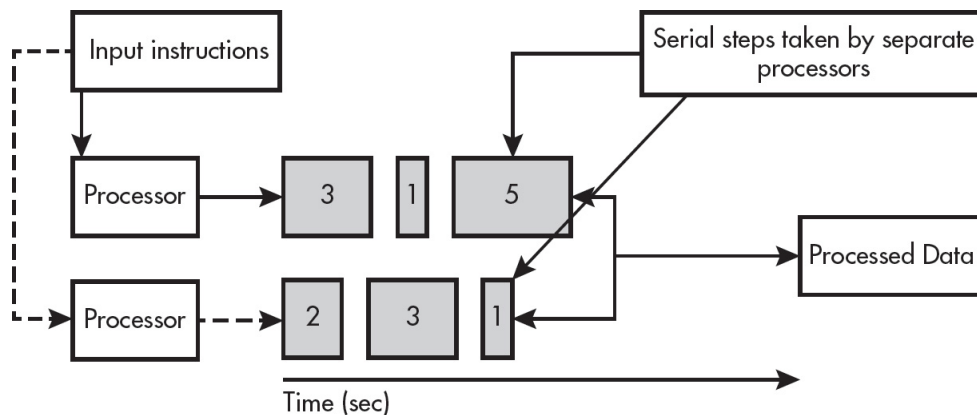 Input instructions
Serial steps taken by separate
processors
Processor
3
1
5
Processed Data
Processor
2
3
1
Time (sec)